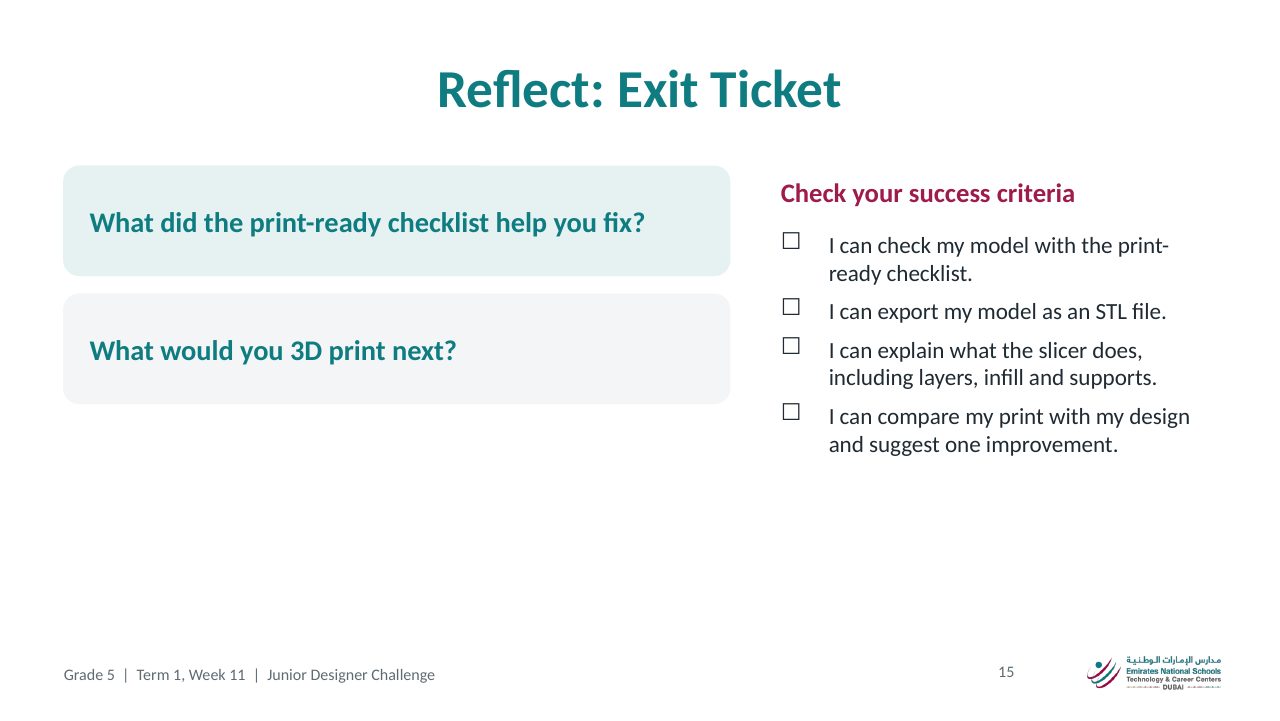 Reflect: Exit Ticket
What did the print-ready checklist help you fix?
What would you 3D print next?
Check your success criteria
☐ I can check my model with the print-
ready checklist.
☐ I can export my model as an STL file.
☐ I can explain what the slicer does,
including layers, infill and supports.
☐ I can compare my print with my design
and suggest one improvement.
Grade 5 | Term 1, Week 11 | Junior Designer Challenge
15
مدارس الإمارات الوطنية
Emirates National Schools
Technology & Career Centers
DUBAI